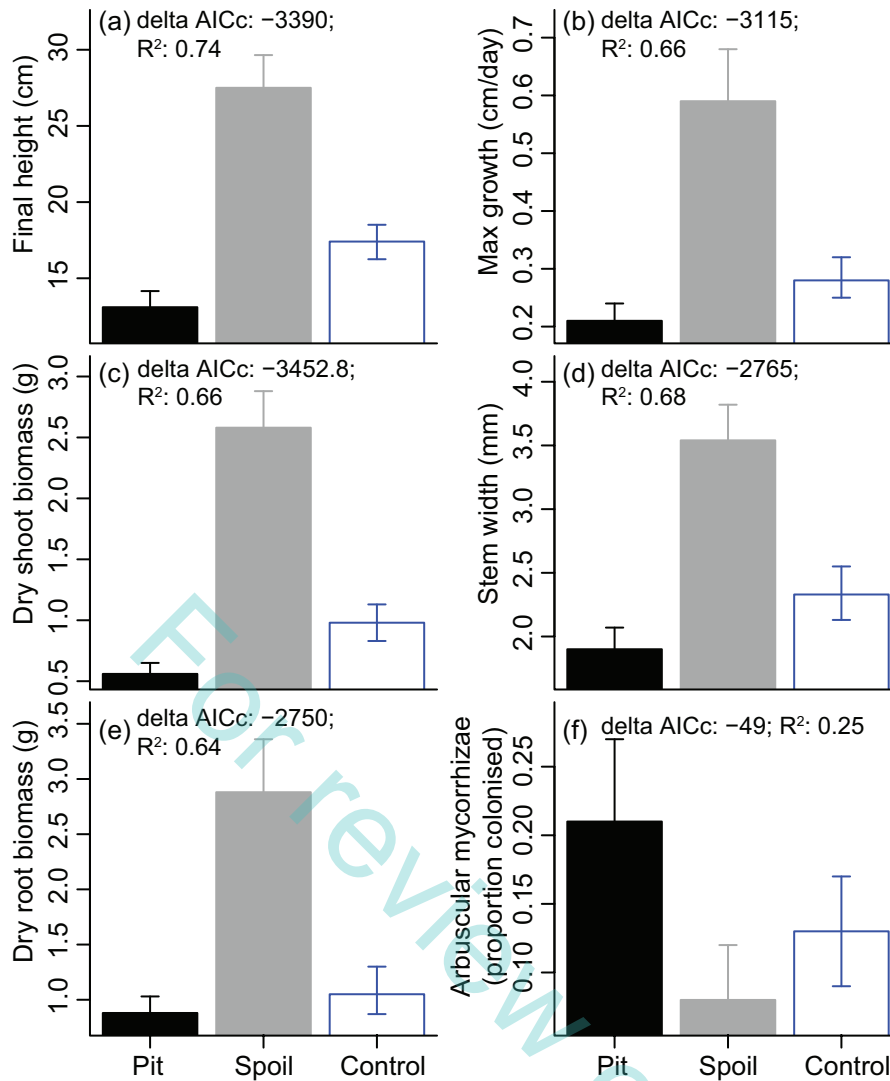 (a) delta AICc: −3390;
R²: 0.74
Final height (cm)
30
25
20
15
(b) delta AICc: −3115;
R²: 0.66
Max growth (cm/day)
0.7
0.6
0.5
0.4
0.3
0.2
(c) delta AICc: −3452.8;
R²: 0.66
Dry shoot biomass (g)
3.0
2.5
2.0
1.5
1.0
0.5
(d) delta AICc: −2765;
R²: 0.68
Stem width (mm)
4.0
3.5
3.0
2.5
2.0
(e) delta AICc: −2750;
R²: 0.64
Dry root biomass (g)
3.5
3.0
2.5
2.0
1.5
1.0
Pit Spoil Control
(f) delta AICc: −49; R²: 0.25
Arbuscular mycorrhizae
(proportion colonised)
0.25
0.20
0.15
0.10
Pit Spoil Control
For review